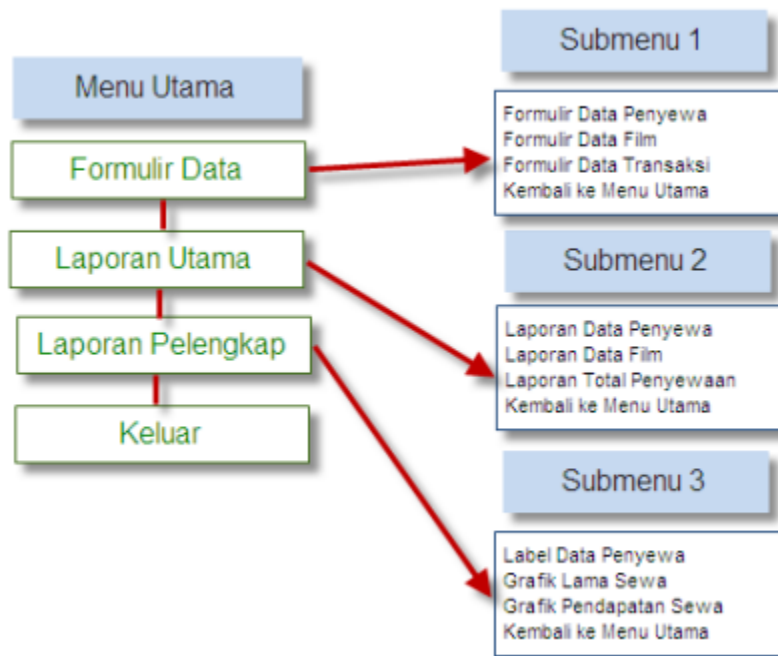 Menu Utama
Formulir Data
Laporan Utama
Laporan Pelengkap
Keluar
Submenu 1
Formulir Data Penyewa
Formulir Data Film
Formulir Data Transaksi
Kembali ke Menu Utama
Submenu 2
Laporan Data Penyewa
Laporan Data Film
Laporan Total Penyewaan
Kembali ke Menu Utama
Submenu 3
Label Data Penyewa
Grafik Lama Sewa
Grafik Pendapatan Sewa
Kembali ke Menu Utama